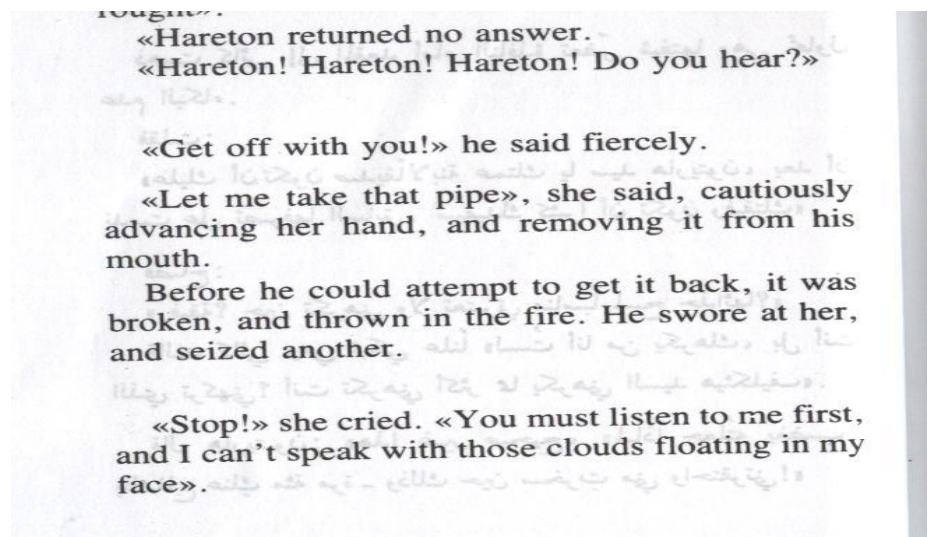 «Hareton returned no answer.
«Hareton! Hareton! Hareton! Do you hear?»
«Get off with you!» he said fiercely.
«Let me take that pipe», she said, cautiously
advancing her hand, and removing it from his
mouth.
Before he could attempt to get it back, it was
broken, and thrown in the fire. He swore at her,
and seized another.
«Stop!» she cried. «You must listen to me first,
and I can't speak with those clouds floating in my
face».